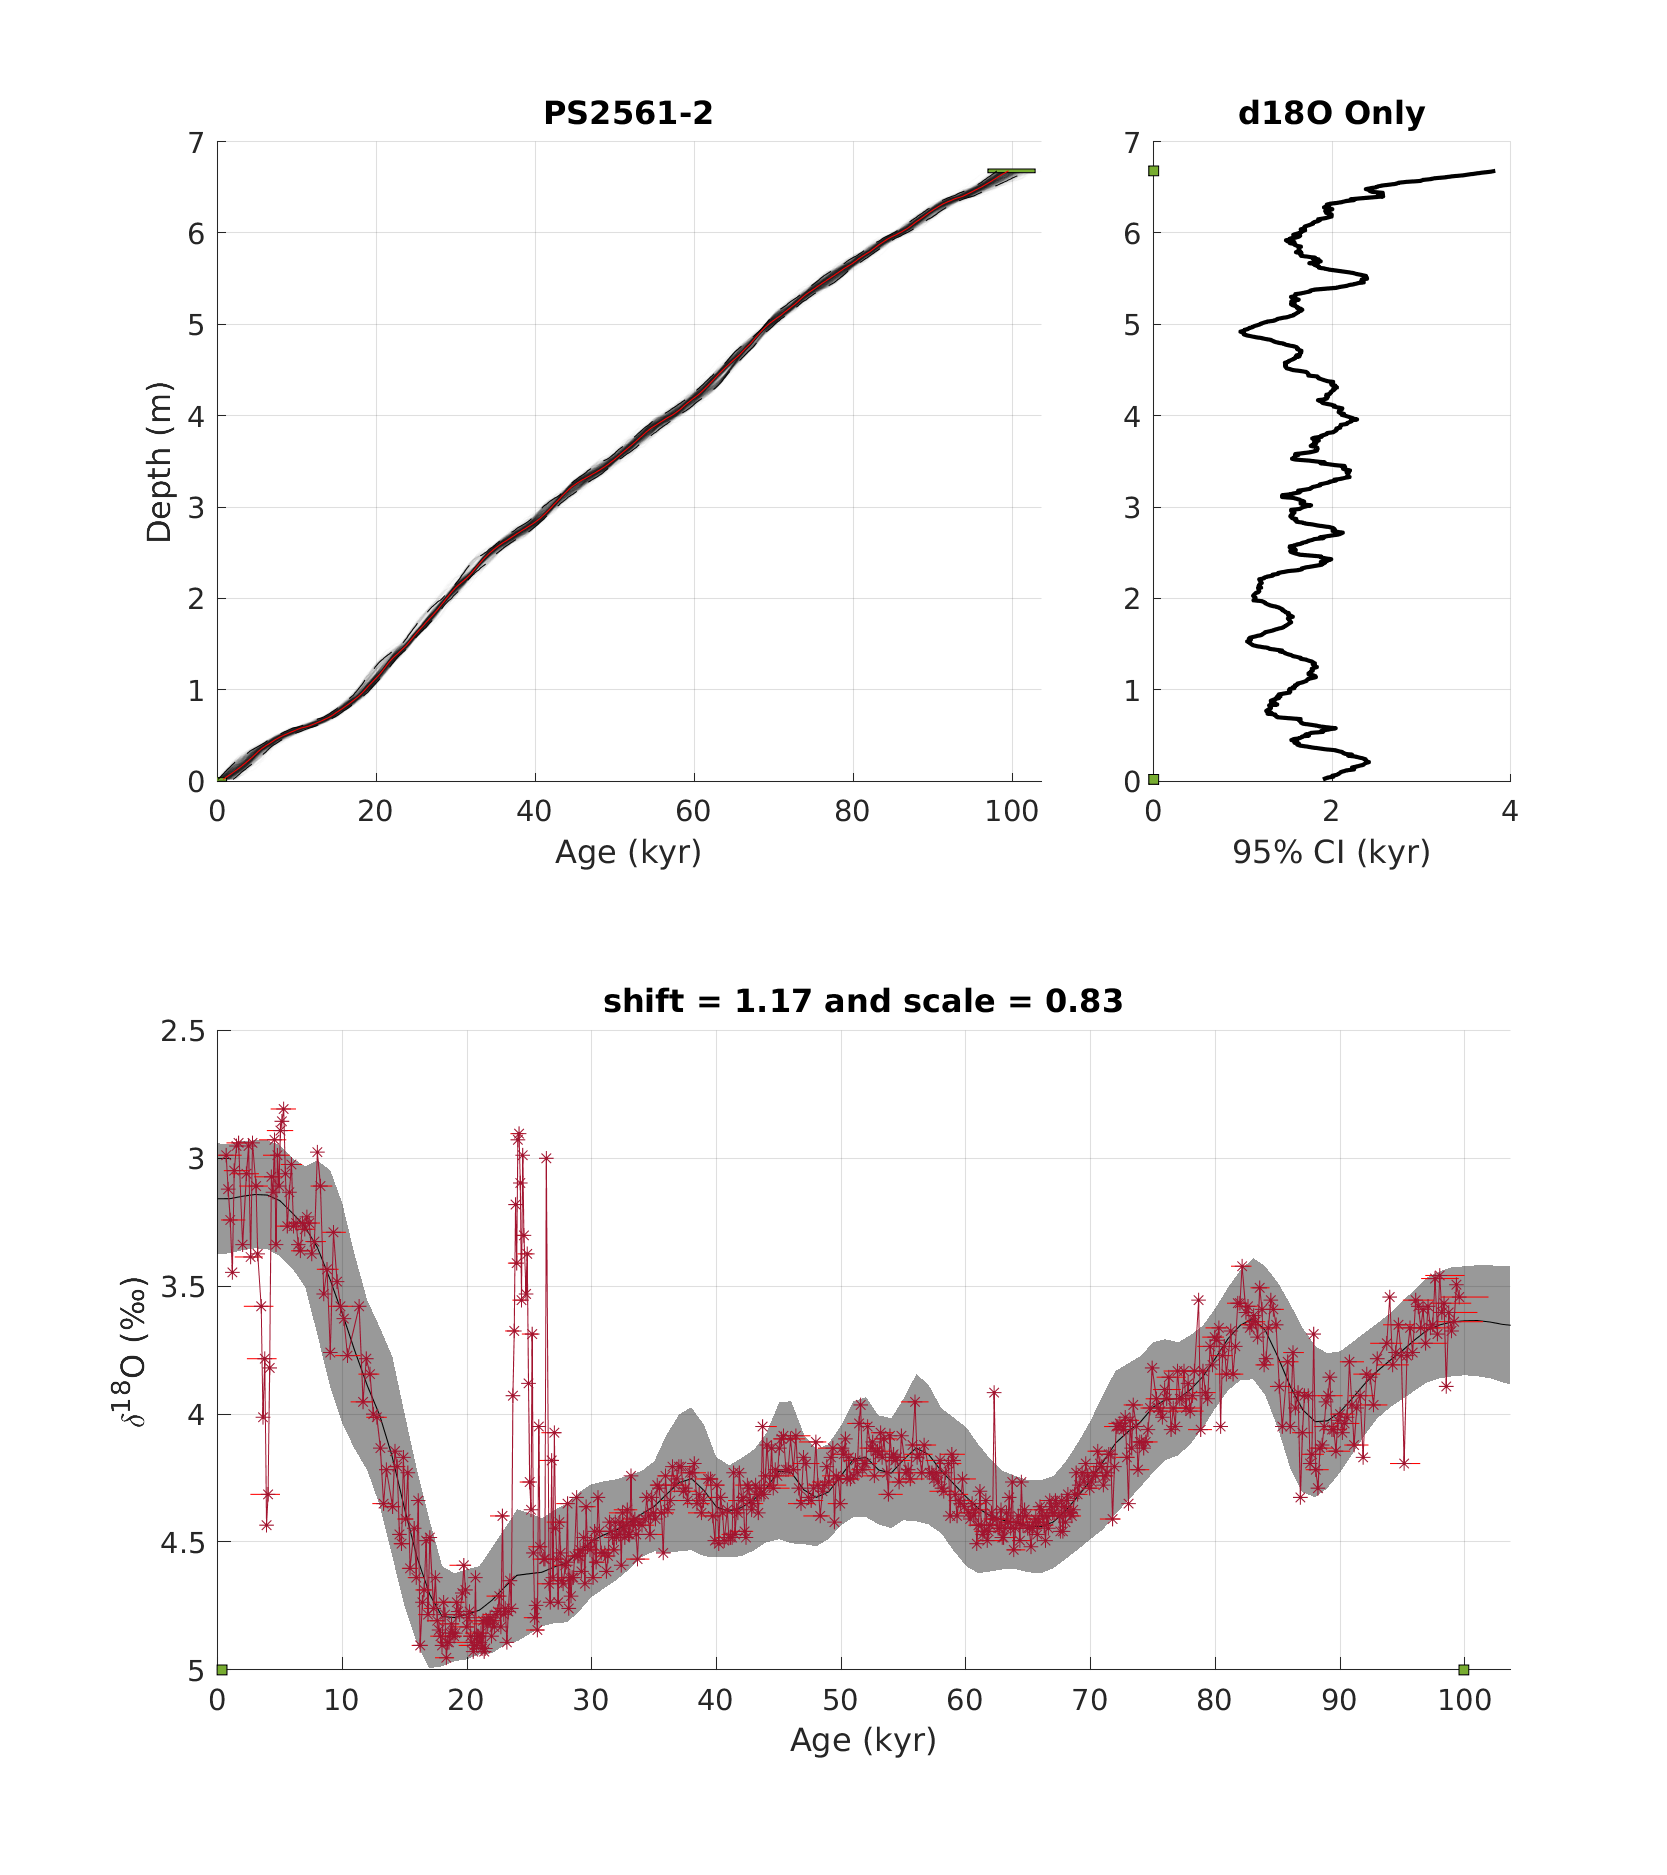 PS2561-2
d18O Only
7
6
5
4
3
2
1
0
Depth (m)
0 20 40 60 80 100
Age (kyr)
7
6
5
4
3
2
1
0
0 2 4
95% CI (kyr)
shift = 1.17 and scale = 0.83
2.5
3
3.5
4
4.5
5
δ18O (‰)
0 10 20 30 40 50 60 70 80 90 100
Age (kyr)